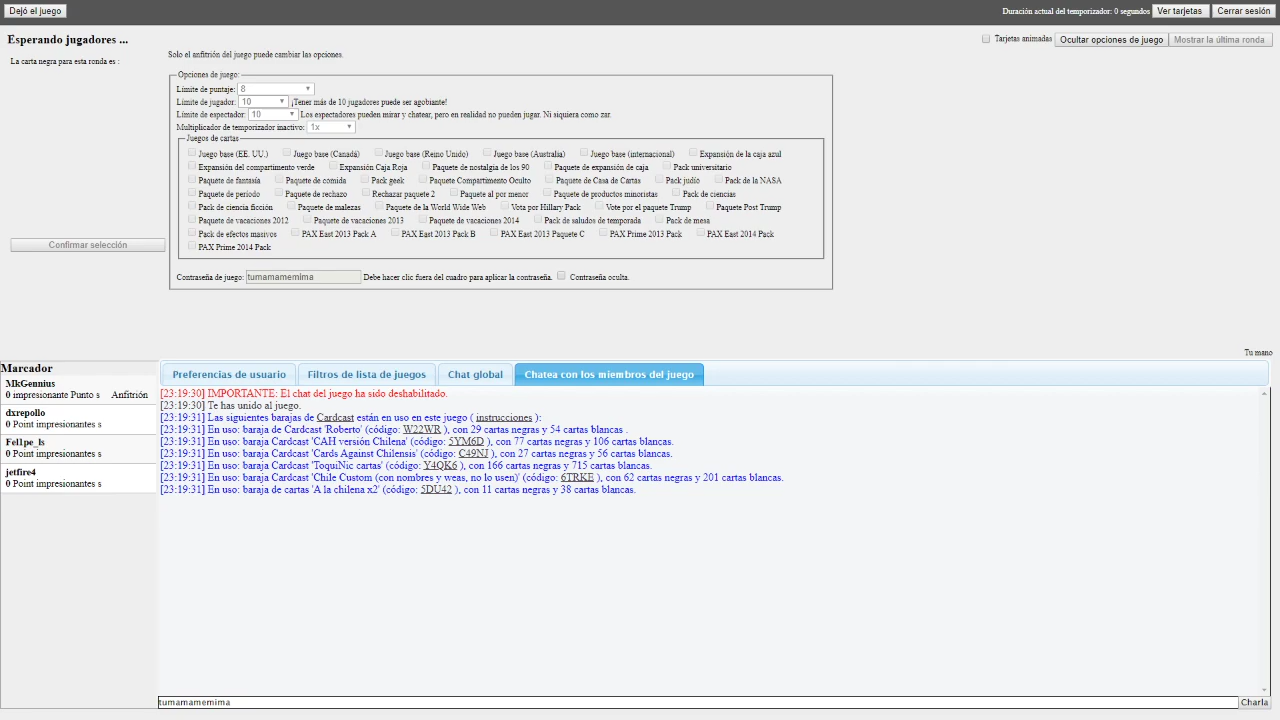 Dejó el juego
Duración actual del temporizador: 0 segundos Ver tarjetas Cerrar sesión
Esperando jugadores ...
Tarjetas animadas Ocultar opciones de juego Mostrar la última ronda
Solo el anfitrión del juego puede cambiar las opciones.
La carta negra para esta ronda es :
Opciones de juego:
Límite de puntaje: 8
Límite de jugador: 10 ¡Tener más de 10 jugadores puede ser agobiante!
Límite de espectador: 10 Los espectadores pueden mirar y chatear, pero en realidad no pueden jugar. Ni siquiera como zar.
Multiplicador de temporizador inactivo: 1x
Juegos de cartas
Juego base (EE. UU.) Juego base (Canadá) Juego base (Reino Unido) Juego base (Australia) Juego base (internacional) Expansión de la caja azul
Expansión del compartimento verde Expansión Caja Roja Paquete de nostalgia de los 90 Paquete de expansión de caja Pack universitario
Paquete de fantasía Paquete de comida Pack geek Paquete Compartimento Oculto Paquete de Casa de Cartas Pack judío Pack de la NASA
Paquete de período Paquete de rechazo Rechazar paquete 2 Paquete al por menor Paquete de productos minoristas Pack de ciencias
Pack de ciencia ficción Paquete de malezas Paquete de la World Wide Web Vota por Hillary Pack Vote por el paquete Trump Paquete Post Trump
Paquete de vacaciones 2012 Paquete de vacaciones 2013 Paquete de vacaciones 2014 Pack de saludos de temporada Pack de mesa
Pack de efectos masivos PAX East 2013 Pack A PAX East 2013 Pack B PAX East 2013 Paquete C PAX Prime 2013 Pack PAX East 2014 Pack
PAX Prime 2014 Pack
Confirmar selección
Contraseña de juego: tumamamemima Debe hacer clic fuera del cuadro para aplicar la contraseña. Contraseña oculta.
Tu mano
Marcador
MkGennius
0 impresionante Punto s Anfitrión
dxrepollo
0 Point impresionantes s
Fel1pe_ls
0 Point impresionantes s
jetfire4
0 Point impresionantes s
Preferencias de usuario Filtros de lista de juegos Chat global Chatea con los miembros del juego
[23:19:30] IMPORTANTE: El chat del juego ha sido deshabilitado.
[23:19:30] Te has unido al juego.
[23:19:31] Las siguientes barajas de Cardcast están en uso en este juego ( instrucciones ):
[23:19:31] En uso: baraja de Cardcast 'Roberto' (código: W22WR ), con 29 cartas negras y 54 cartas blancas .
[23:19:31] En uso: baraja Cardcast 'CAH versión Chilena' (código: 5YM6D ), con 77 cartas negras y 106 cartas blancas.
[23:19:31] En uso: baraja Cardcast 'Cards Against Chilensis' (código: C49NJ ), con 27 cartas negras y 56 cartas blancas.
[23:19:31] En uso: baraja Cardcast 'ToquiNic cartas' (código: Y4QK6 ), con 166 cartas negras y 715 cartas blancas.
[23:19:31] En uso: baraja Cardcast 'Chile Custom (con nombres y weas, no lo usen)' (código: 6TRKE ), con 62 cartas negras y 201 cartas blancas.
[23:19:31] En uso: baraja de cartas 'A la chilena x2' (código: 5DU42 ), con 11 cartas negras y 38 cartas blancas.
tumamamemima Charla